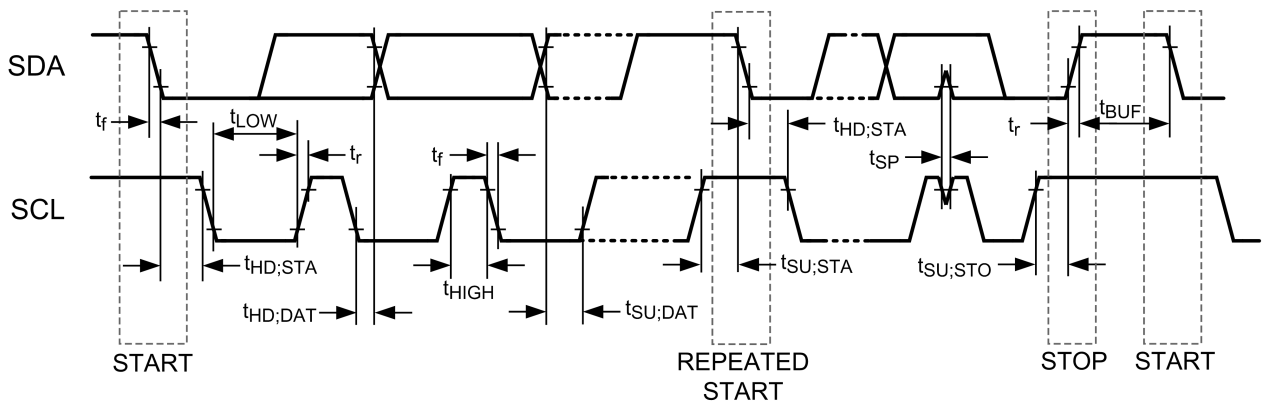 SDA
tf
tLOW
tr
tf
tHD;STA
tSP
tr
tBUF
SCL
tHD;STA
tHD;DAT
tHIGH
tSU;DAT
tSU;STA
tSU;STO
START
REPEATED
START
STOP
START